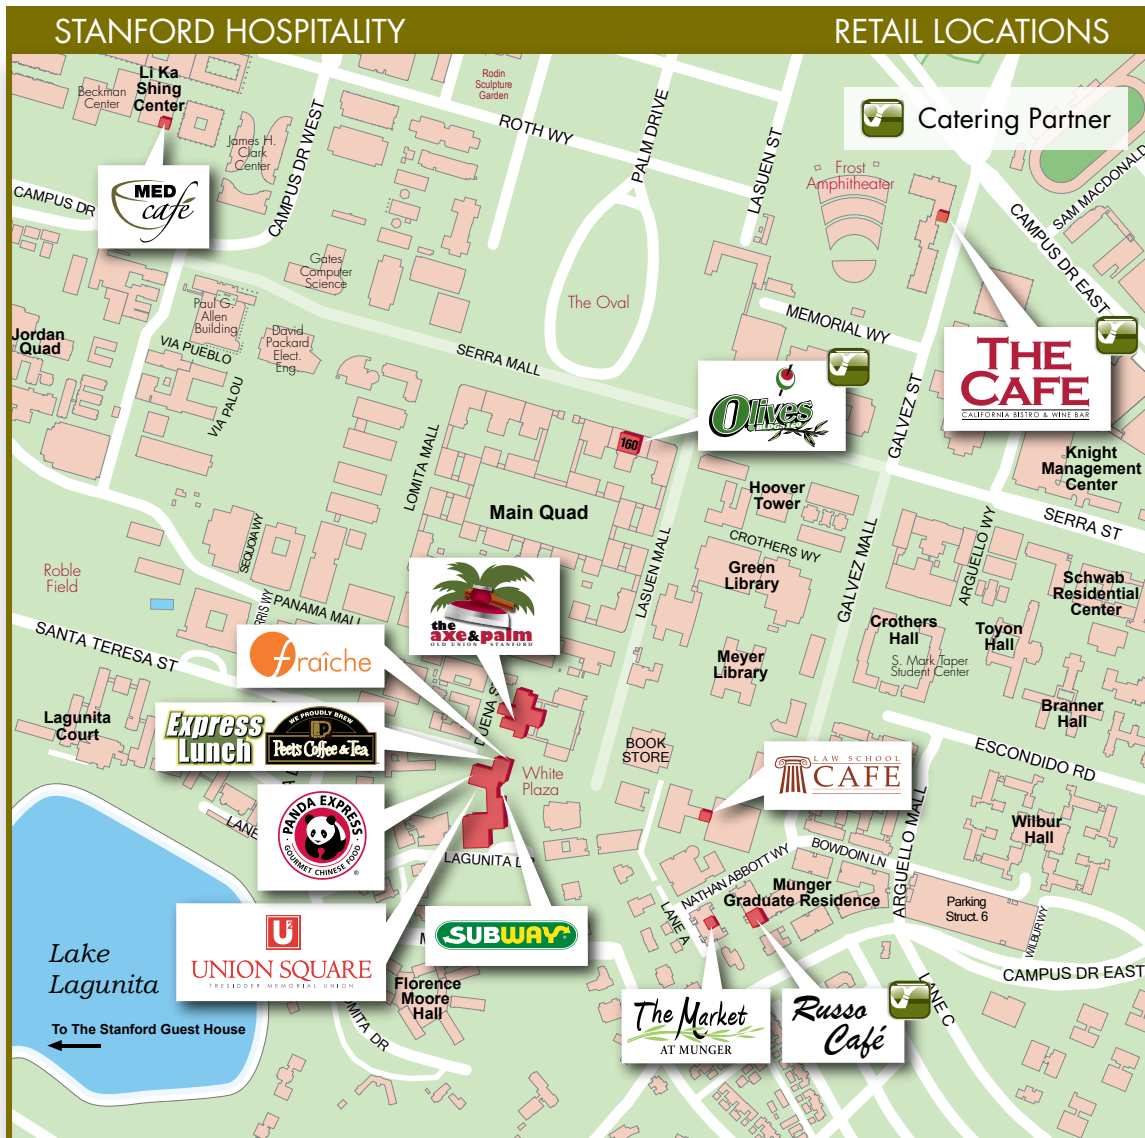 STANFORD HOSPITALITY
RETAIL LOCATIONS
Catering Partner
Li Ka
Shing
Center
Beckman
Center
James H.
Clark
Center
Rodin
Sculpture
Garden
ROTH WY
PALM DRIVE
LASUEN ST
Frost
Amphitheater
SAM MACDONALD
CAMPUS DR EAST
CAMPUS DR WEST
CAMPUS DR
MED
café
Gates
Computer
Science
Paul G.
Allen
Building
David
Packard
Elect.
Eng.
Jordan
Quad
VIA PUEBLO
VIA PALOU
The Oval
SERRA MALL
MEMORIAL WY
GALVEZ ST
THE
CAFE
CALIFORNIA BISTRO & WINE BAR
Olives
160
LOMITA MALL
Main Quad
Hoover
Tower
Knight
Management
Center
SERRA ST
CROTHERS WY
Green
Library
LASUEN MALL
GALVEZ MALL
ARGUELLO WY
Schwab
Residential
Center
Crothers
Hall
Toyon
Hall
S. Mark Taper
Student Center
Meyer
Library
Branner
Hall
ESCONDIDO RD
SEQUOIA WY
Roble
Field
PANAMA MALL
SANTA TERESA ST
the
axe&palm
OLD UNION STANFORD
fraîche
Lagunita
Court
Express
Lunch
WE PROUDLY BREW
Peet's Coffee & Tea
White
Plaza
BOOK
STORE
LAW SCHOOL
CAFE
PANDA EXPRESS
GOURMET CHINESE FOOD
®
LANE
LAGUNITA DR
NATHAN ABBOTT WY
BOWDOIN LN
ARGUELLO MALL
Wilbur
Hall
Munger
Graduate Residence
Parking
Struct. 6
WILBUR WY
LANE A
CAMPUS DR EAST
LANE C
U²
UNION SQUARE
TRESIDDER MEMORIAL UNION
SUBWAY
Lake
Lagunita
To The Stanford Guest House
Florence
Moore
Hall
The Market
AT MUNGER
Russo
Café